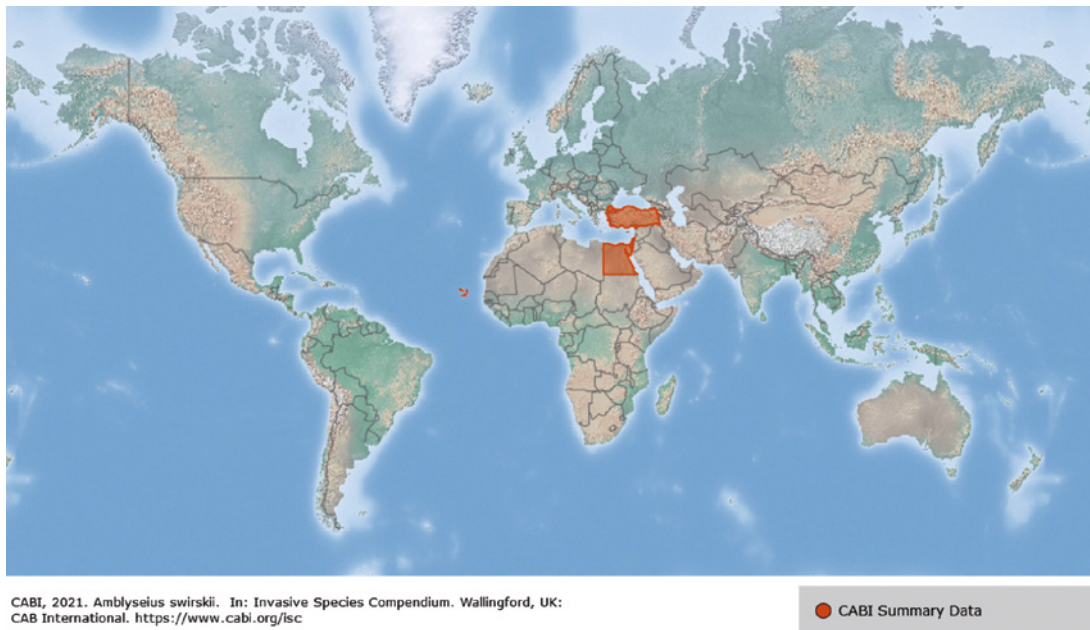 CABI, 2021. Amblyseius swirskii. In: Invasive Species Compendium. Wallingford, UK:
CAB International. https://www.cabi.org/isc
CABI Summary Data